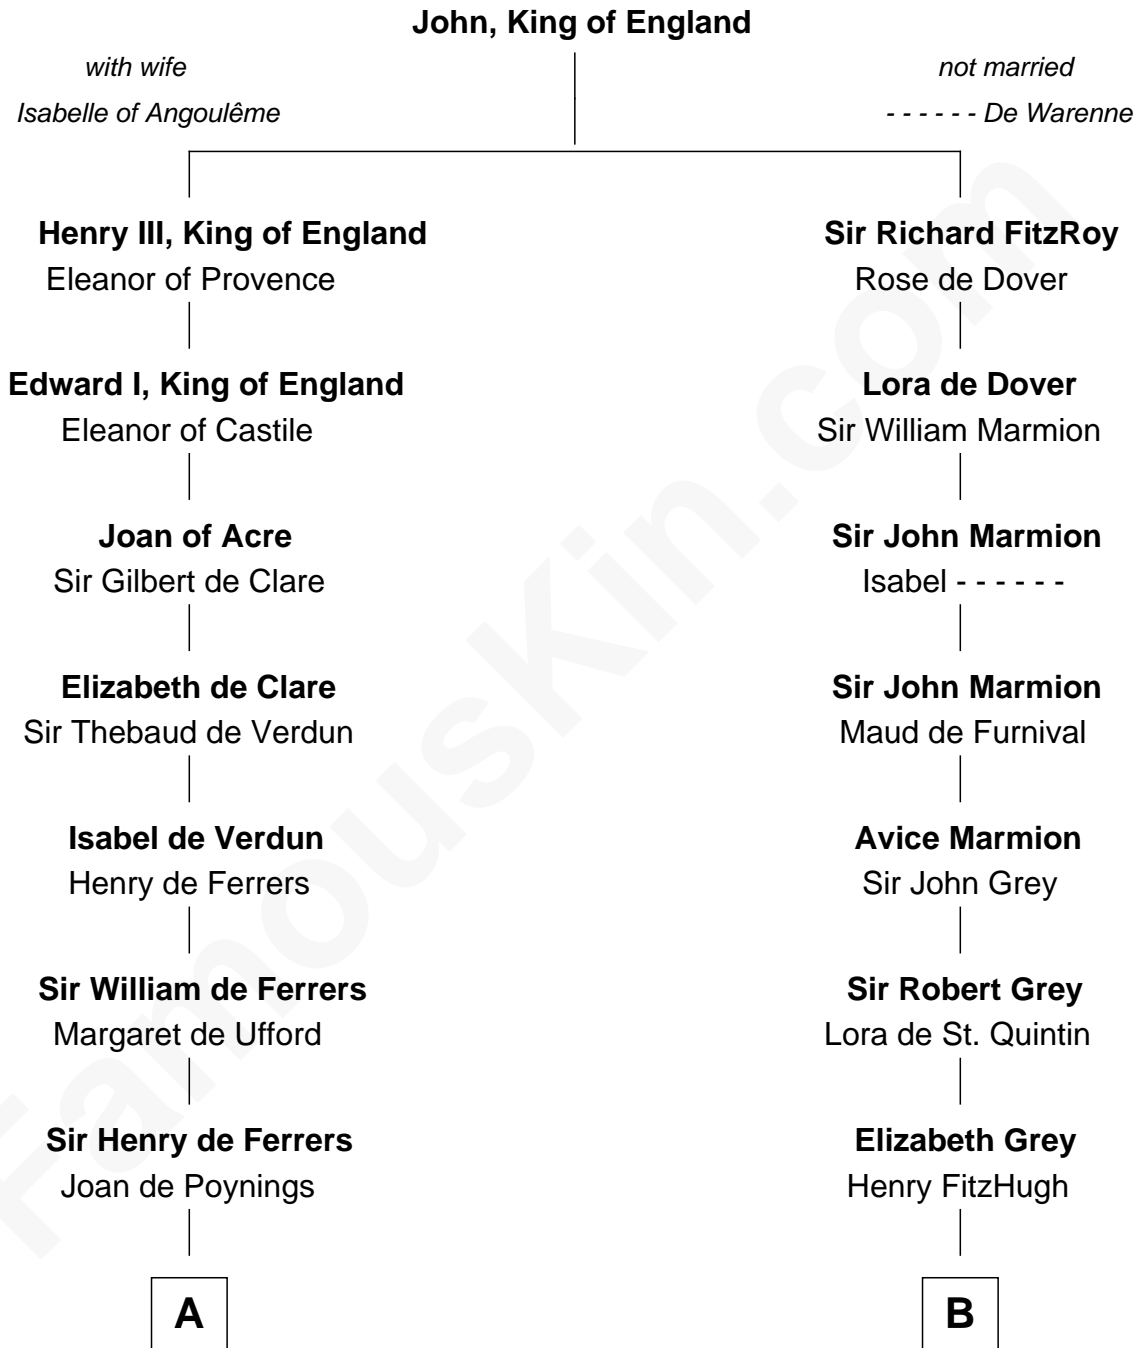 John, King of England
with wife
Isabelle of Angoulême
not married
- - - - - - De Warenne
Henry III, King of England
Eleanor of Provence
Sir Richard FitzRoy
Rose de Dover
Edward I, King of England
Eleanor of Castile
Lora de Dover
Sir William Marmion
Joan of Acre
Sir Gilbert de Clare
Sir John Marmion
Isabel - - - - - -
Elizabeth de Clare
Sir Thebaud de Verdun
Sir John Marmion
Maud de Furnival
Isabel de Verdun
Henry de Ferrers
Avice Marmion
Sir John Grey
Sir William de Ferrers
Margaret de Ufford
Sir Robert Grey
Lora de St. Quintin
Sir Henry de Ferrers
Joan de Poynings
Elizabeth Grey
Henry FitzHugh
A
B
FamousKin.com